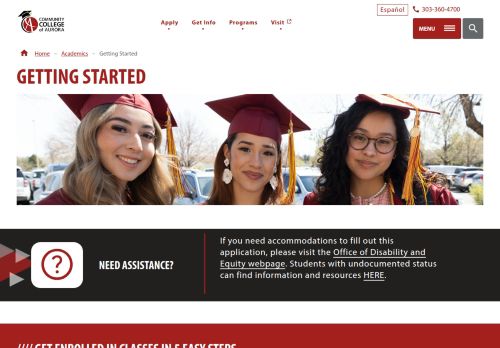 COMMUNITY
COLLEGE
of AURORA
Apply
Get Info
Programs
Visit
Español
303-360-4700
MENU
Home
Academics
Getting Started
GETTING STARTED
NEED ASSISTANCE?
If you need accommodations to fill out this
application, please visit the Office of Disability and
Equity webpage. Students with undocumented status
can find information and resources HERE.
//// GET ENROLLED IN CLASSES IN 5 EASY STEPS